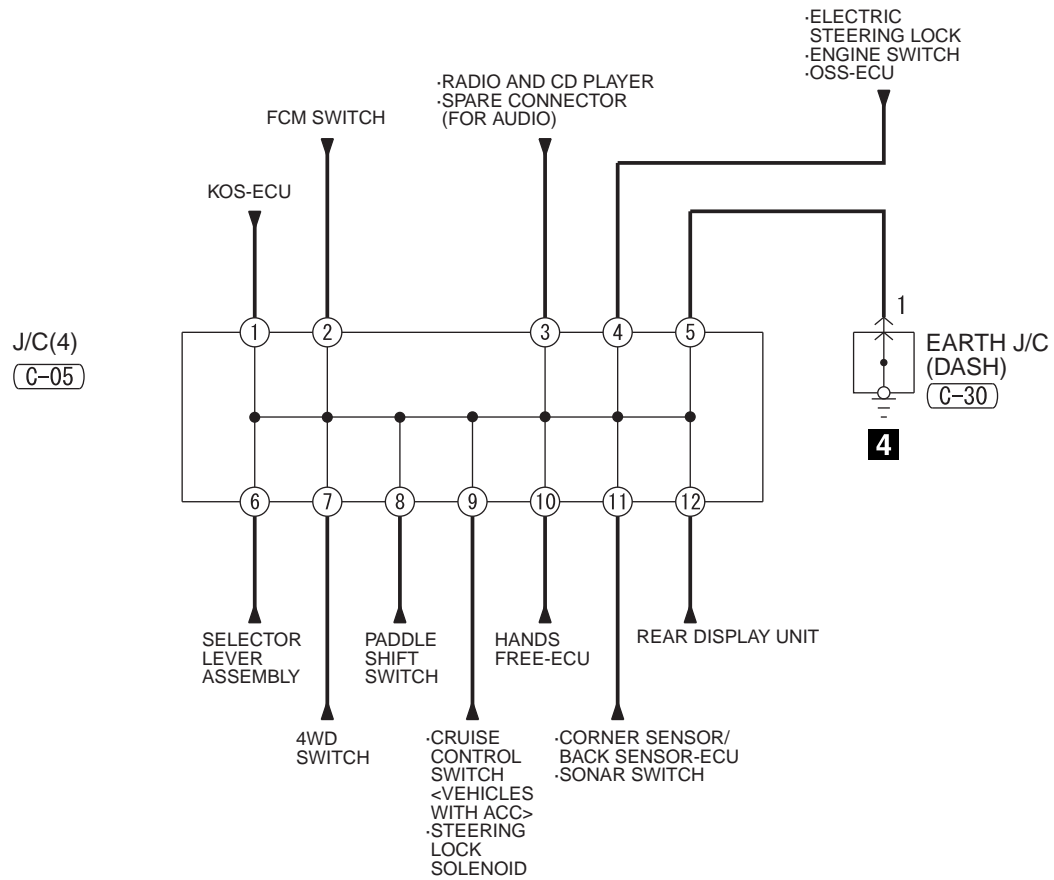 ·ELECTRIC
STEERING LOCK
·ENGINE SWITCH
·OSS-ECU
·RADIO AND CD PLAYER
·SPARE CONNECTOR
(FOR AUDIO)
FCM SWITCH
KOS-ECU
1
J/C(4)
C-05
1
2
3
4
5
EARTH J/C
(DASH)
C-30
4
6
7
8
9
10
11
12
SELECTOR
LEVER
ASSEMBLY
PADDLE
SHIFT
SWITCH
HANDS
FREE-ECU
REAR DISPLAY UNIT
4WD
SWITCH
·CRUISE
CONTROL
SWITCH
<VEHICLES
WITH ACC>
·STEERING
LOCK
SOLENOID
·CORNER SENSOR/
BACK SENSOR-ECU
·SONAR SWITCH